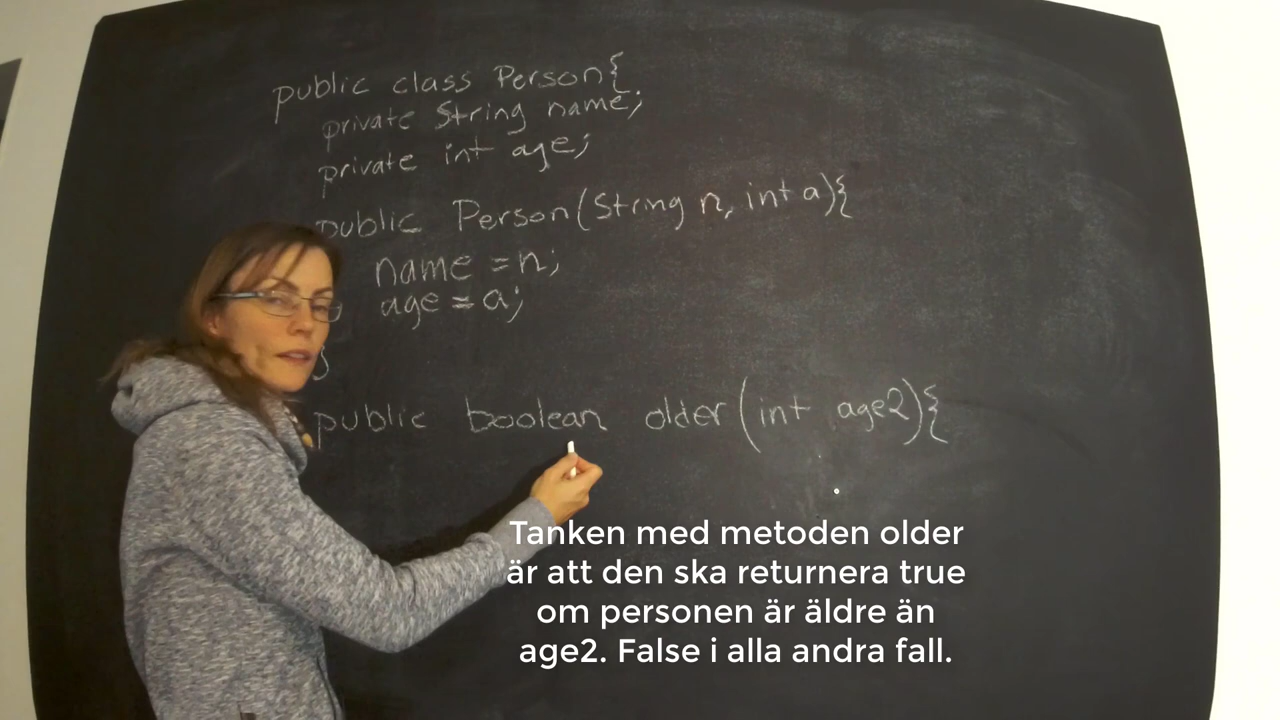 public class Person{
private String name;
private int age;
public Person(String n, int a){
name = n;
age = a;
}
public boolean older(int age2){
Tanken med metoden older
är att den ska returnera true
om personen är äldre än
age2. False i alla andra fall.